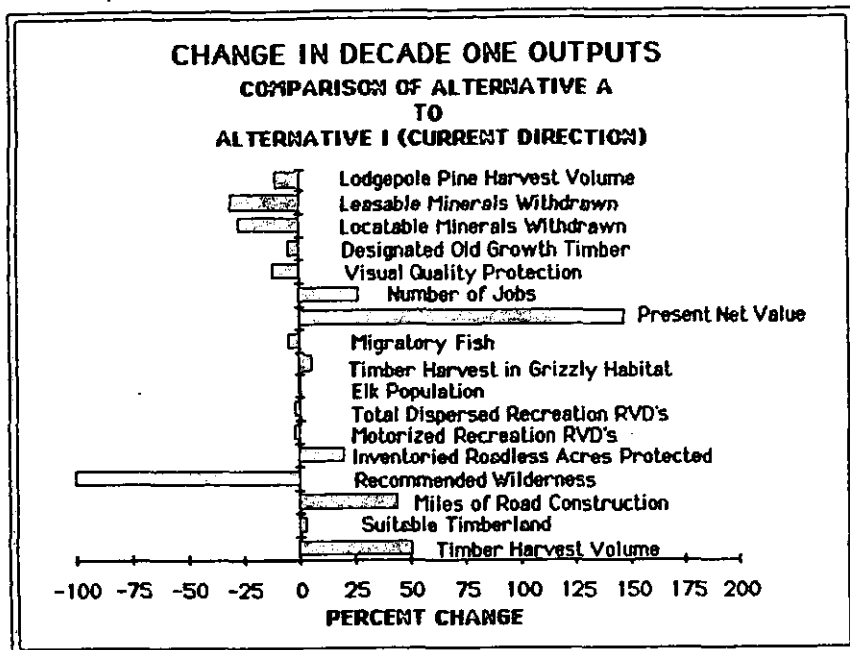 CHANGE IN DECADE ONE OUTPUTS
COMPARISON OF ALTERNATIVE A
TO
ALTERNATIVE I (CURRENT DIRECTION)
Lodgepole Pine Harvest Volume
Leasable Minerals Withdrawn
Locatable Minerals Withdrawn
Designated Old Growth Timber
Visual Quality Protection
Number of Jobs
Present Net Value
Migratory Fish
Timber Harvest in Grizzly Habitat
Elk Population
Total Dispersed Recreation RVD's
Motorized Recreation RVD's
Inventoried Roadless Acres Protected
Recommended Wilderness
Miles of Road Construction
Suitable Timberland
Timber Harvest Volume
-100 -75 -50 -25 0 25 50 75 100 125 150 175 200
PERCENT CHANGE